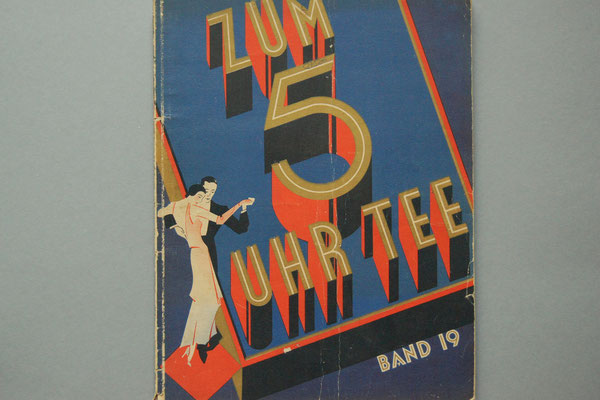 ZUM
5
UHR TEE
BAND 19